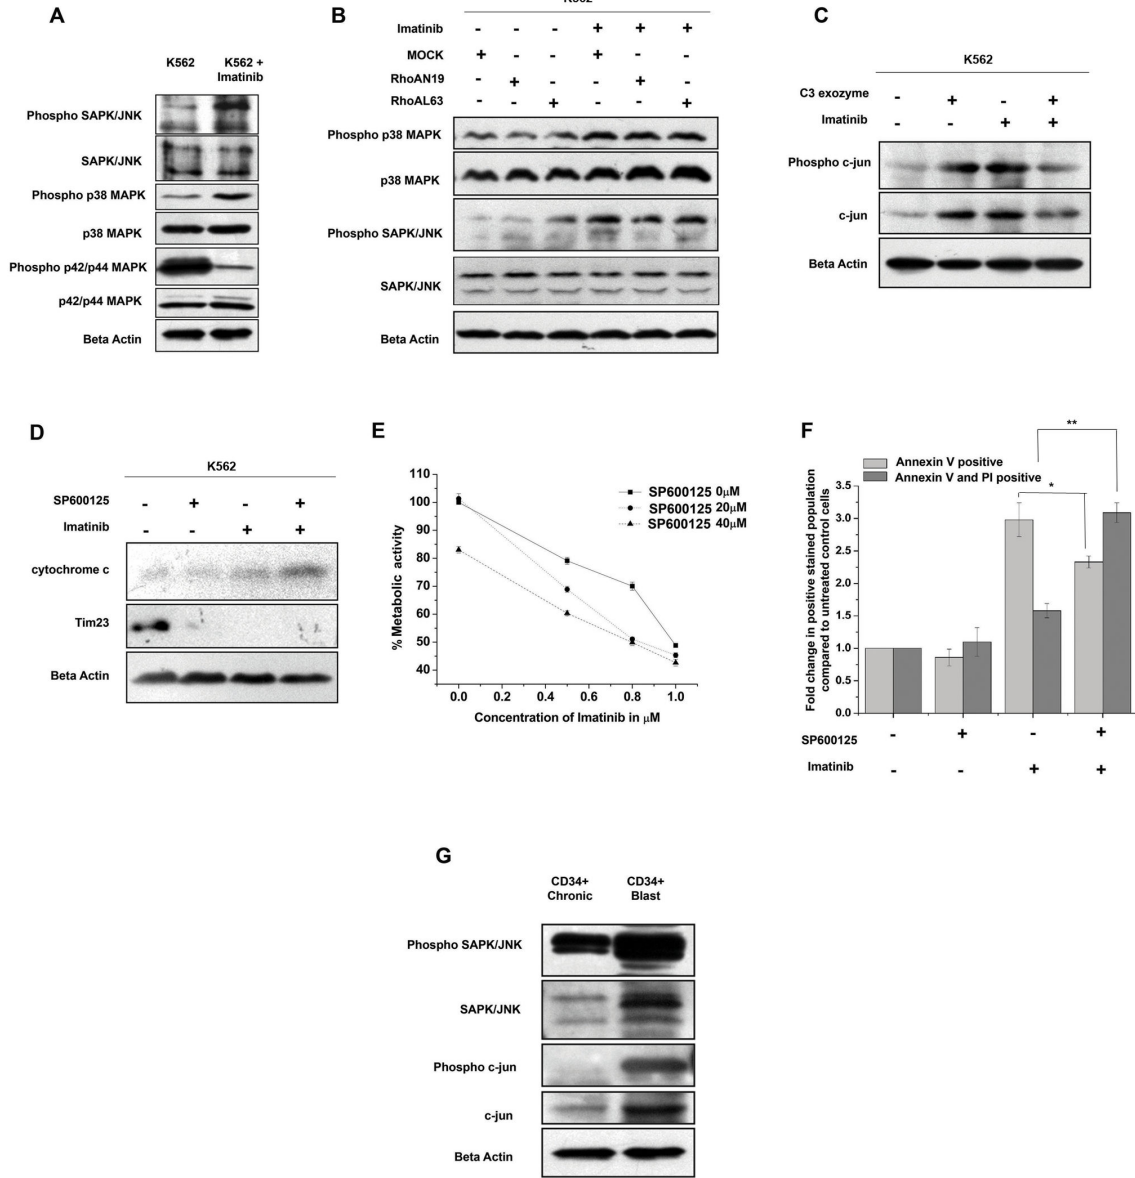 A
K562
K562 +
Imatinib
Phospho SAPK/JNK
SAPK/JNK
Phospho p38 MAPK
p38 MAPK
Phospho p42/p44 MAPK
p42/p44 MAPK
Beta Actin
B
K562
Imatinib - - - + + +
MOCK + - - + - -
RhoAN19 - + - - + -
RhoAL63 - - + - - +
Phospho p38 MAPK
p38 MAPK
Phospho SAPK/JNK
SAPK/JNK
Beta Actin
C
K562
C3 exozyme - + - +
Imatinib - - + +
Phospho c-jun
c-jun
Beta Actin
D
K562
SP600125 - + - +
Imatinib - - + +
cytochrome c
Tim23
Beta Actin
E
110
100
90
80
70
60
50
40
% Metabolic activity
SP600125 0μM
SP600125 20μM
SP600125 40μM
0.0 0.2 0.4 0.6 0.8 1.0
Concentration of Imatinib in μM
F
Annexin V positive
Annexin V and PI positive
**
*
3.5
3.0
2.5
2.0
1.5
1.0
0.5
0.0
Fold change in positive stained population
compared to untreated control cells
SP600125 - + - +
Imatinib - - + +
G
CD34+
Chronic
CD34+
Blast
Phospho SAPK/JNK
SAPK/JNK
Phospho c-jun
c-jun
Beta Actin